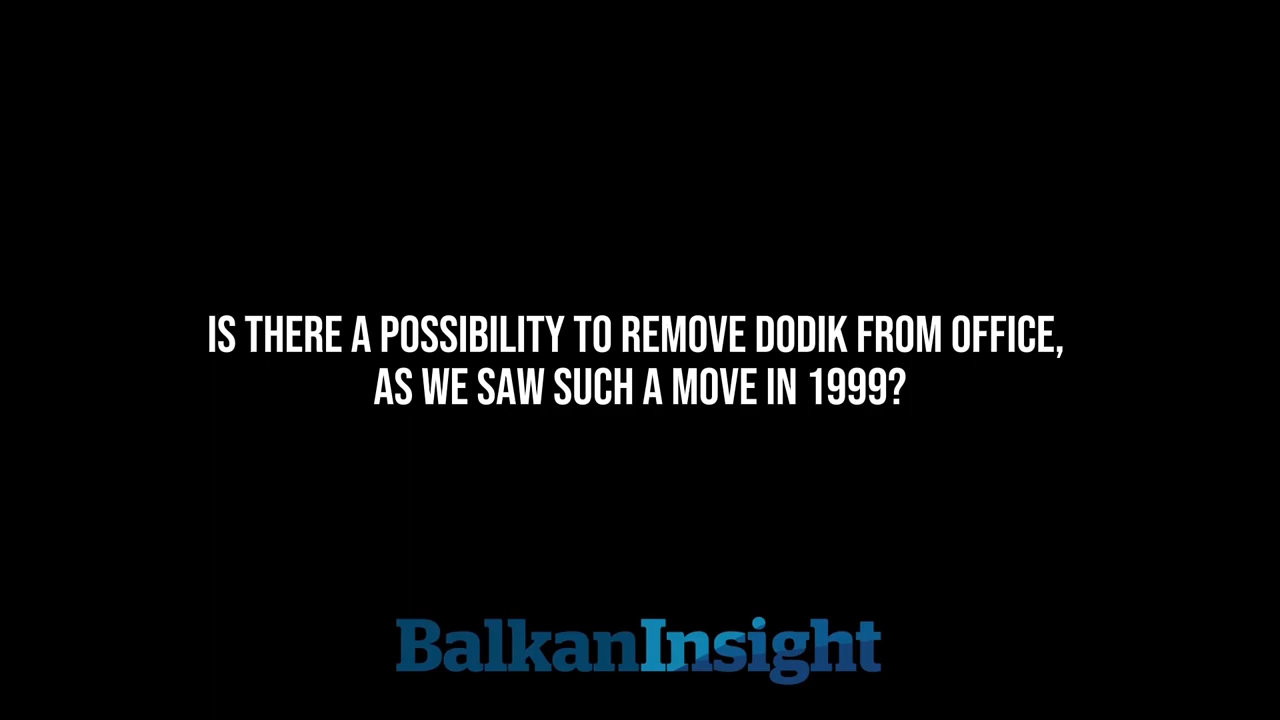 IS THERE A POSSIBILITY TO REMOVE DODIK FROM OFFICE,
AS WE SAW SUCH A MOVE IN 1999?
BalkanInsight